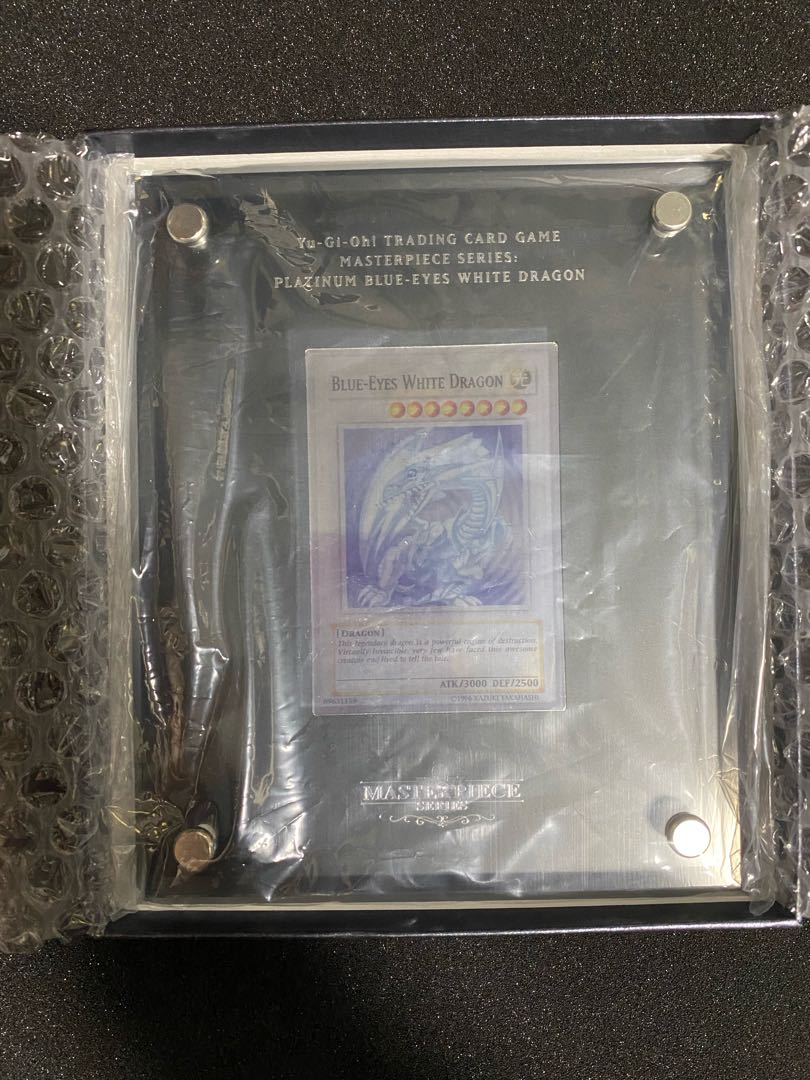 Yu-Gi-Oh! TRADING CARD GAME
MASTERPIECE SERIES:
PLATINUM BLUE-EYES WHITE DRAGON
BLUE-EYES WHITE DRAGON 光
[DRAGON]
This legendary dragon is a powerful engine of destruction.
Virtually invincible, very few have faced this awesome
creature and lived to tell the tale.
ATK/3000 DEF/2500
89631139
©1996 KAZUKI TAKAHASHI
MASTERPIECE
SERIES